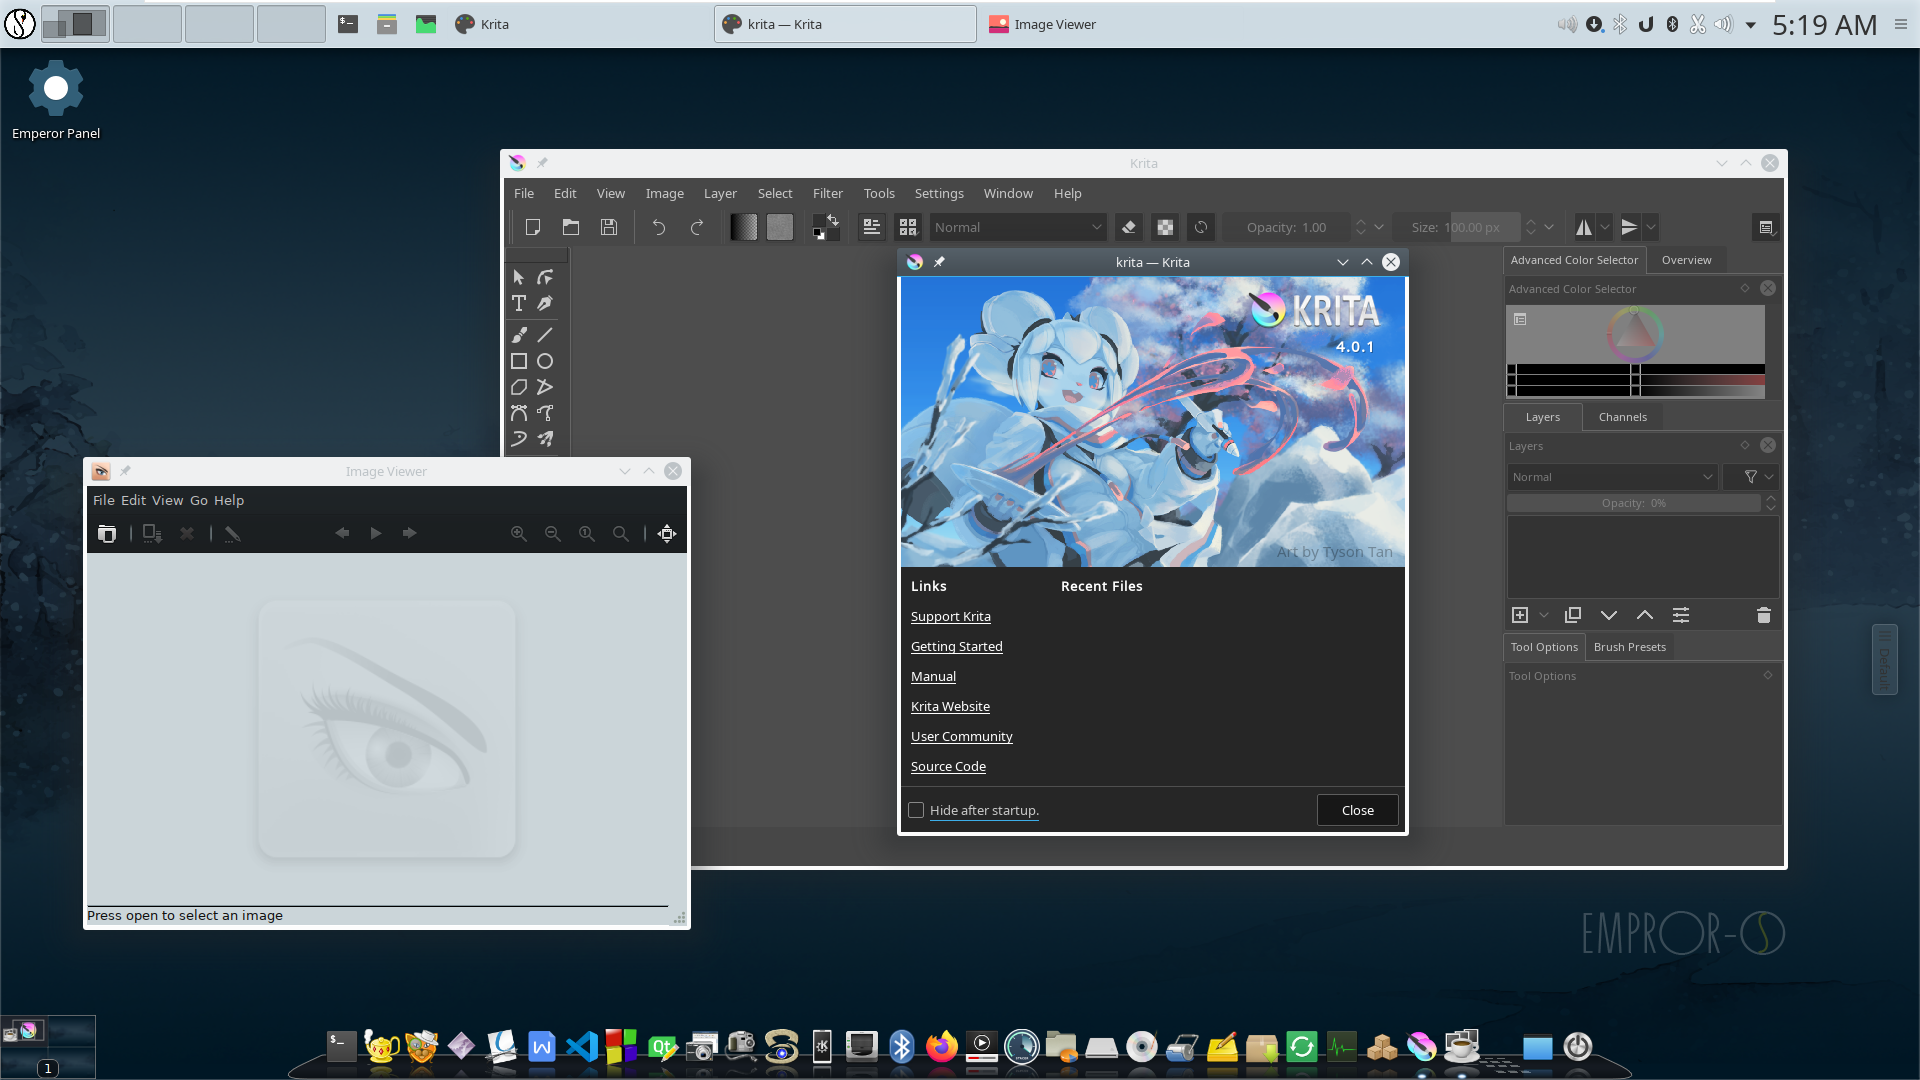 Krita
krita — Krita
Image Viewer
5:19 AM
Emperor Panel
Krita
File Edit View Image Layer Select Filter Tools Settings Window Help
Normal
Opacity: 1.00
Size: 100.00 px
krita — Krita
KRITA
4.0.1
Art by Tyson Tan
Links
Support Krita
Getting Started
Manual
Krita Website
User Community
Source Code
Recent Files
Hide after startup.
Close
Advanced Color Selector
Overview
Advanced Color Selector
Layers
Channels
Layers
Normal
Opacity: 0%
Tool Options
Brush Presets
Tool Options
Default
Image Viewer
File Edit View Go Help
Press open to select an image
EMPROR-OS
1